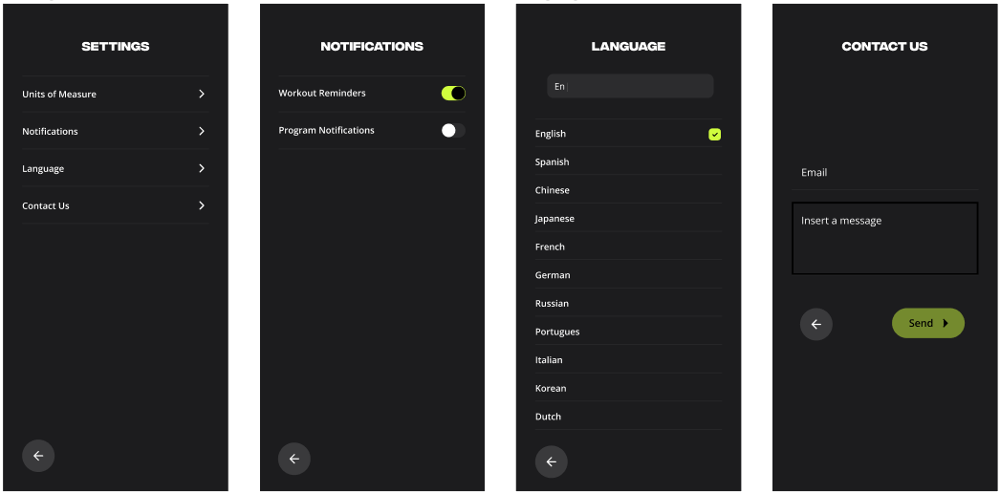 SETTINGS
Units of Measure
Notifications
Language
Contact Us
NOTIFICATIONS
Workout Reminders
Program Notifications
LANGUAGE
En
English
Spanish
Chinese
Japanese
French
German
Russian
Portugues
Italian
Korean
Dutch
CONTACT US
Email
Insert a message
Send